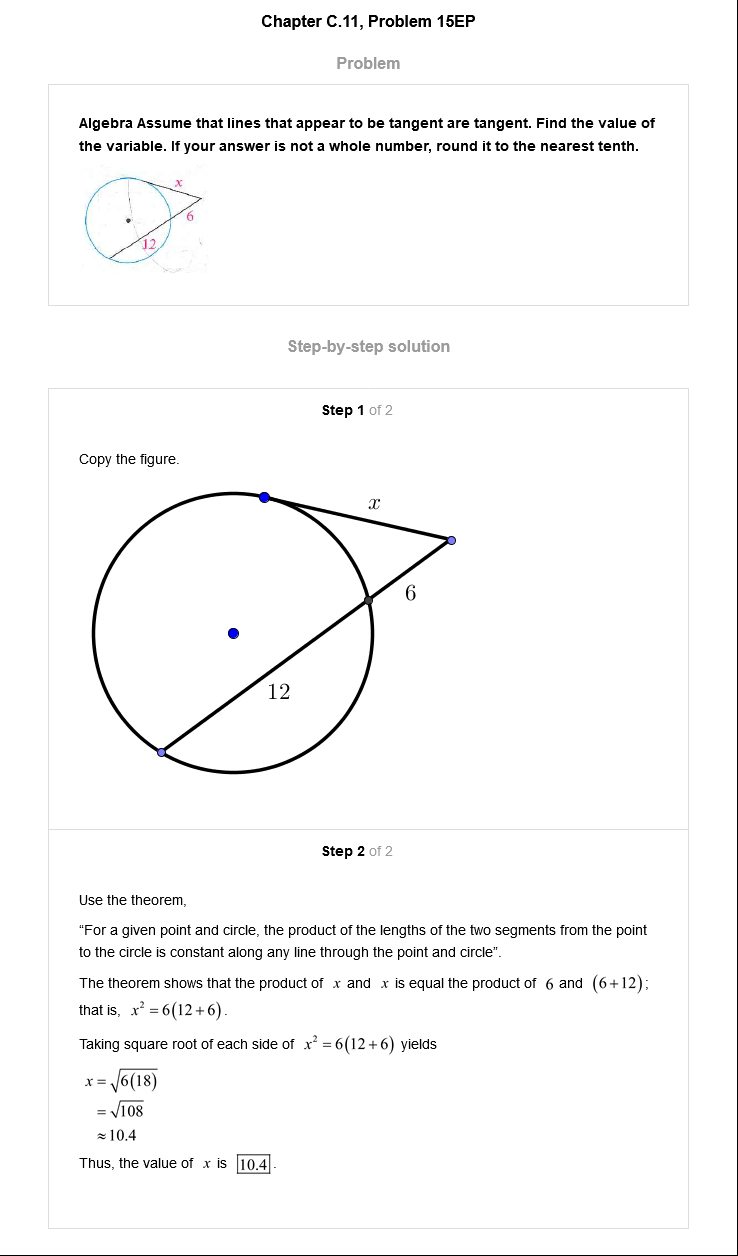 Chapter C.11, Problem 15EP
Problem
Algebra Assume that lines that appear to be tangent are tangent. Find the value of
the variable. If your answer is not a whole number, round it to the nearest tenth.
x
6
12
Step-by-step solution
Step 1 of 2
Copy the figure.
x
6
12
Step 2 of 2
Use the theorem,
“For a given point and circle, the product of the lengths of the two segments from the point
to the circle is constant along any line through the point and circle”.
The theorem shows that the product of x and x is equal the product of 6 and (6+12);
that is, x² = 6(12+6).
Taking square root of each side of x² = 6(12+6) yields
x = √6(18)
= √108
≈ 10.4
Thus, the value of x is 10.4.